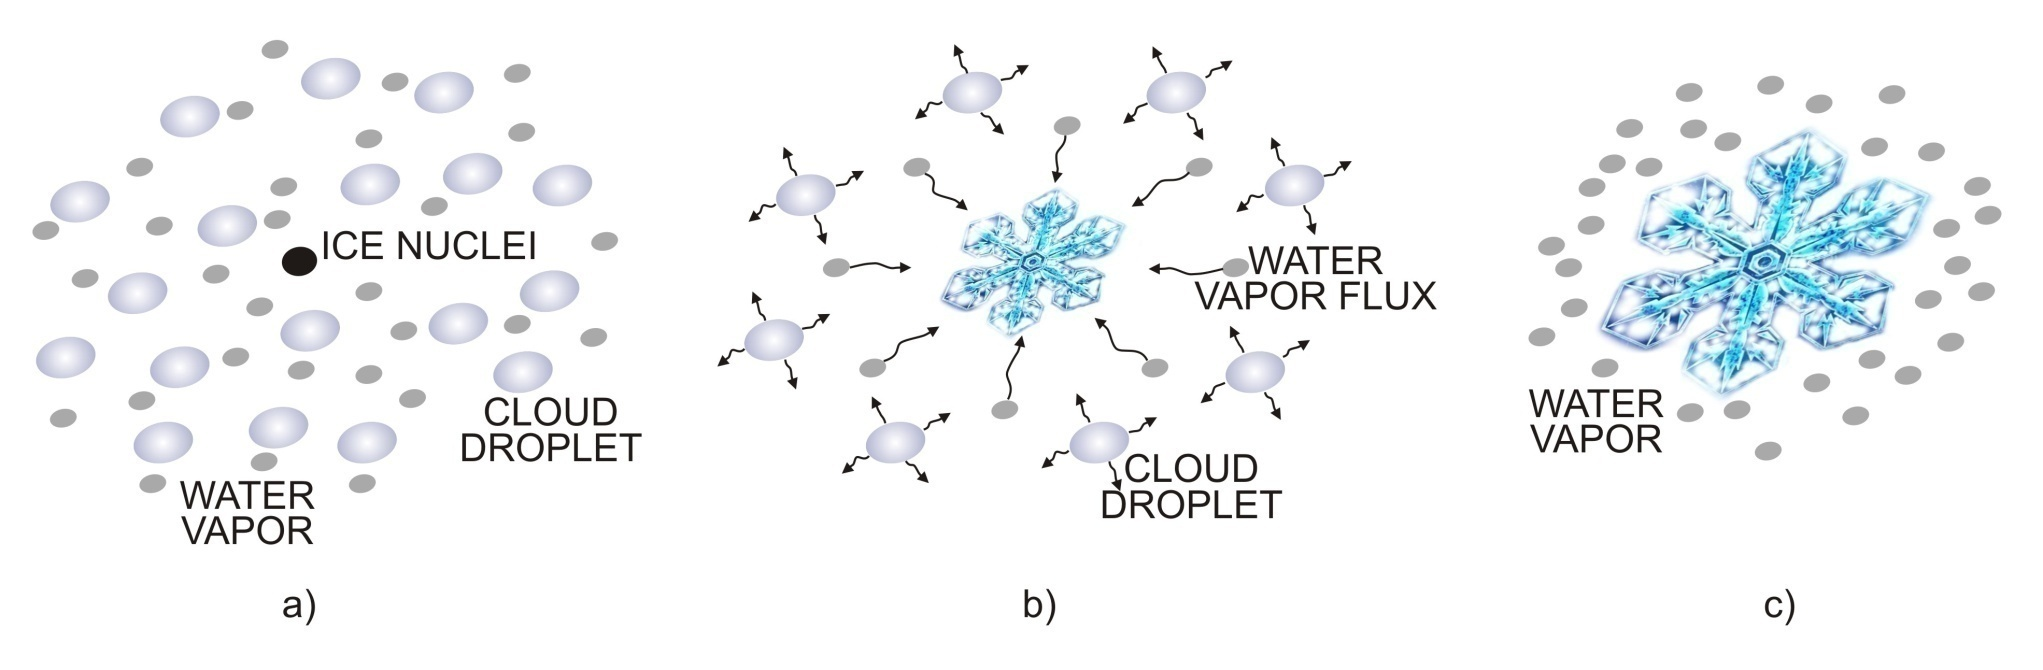 ICE NUCLEI
CLOUD
DROPLET
WATER
VAPOR
a)
WATER
VAPOR FLUX
CLOUD
DROPLET
b)
WATER
VAPOR
c)